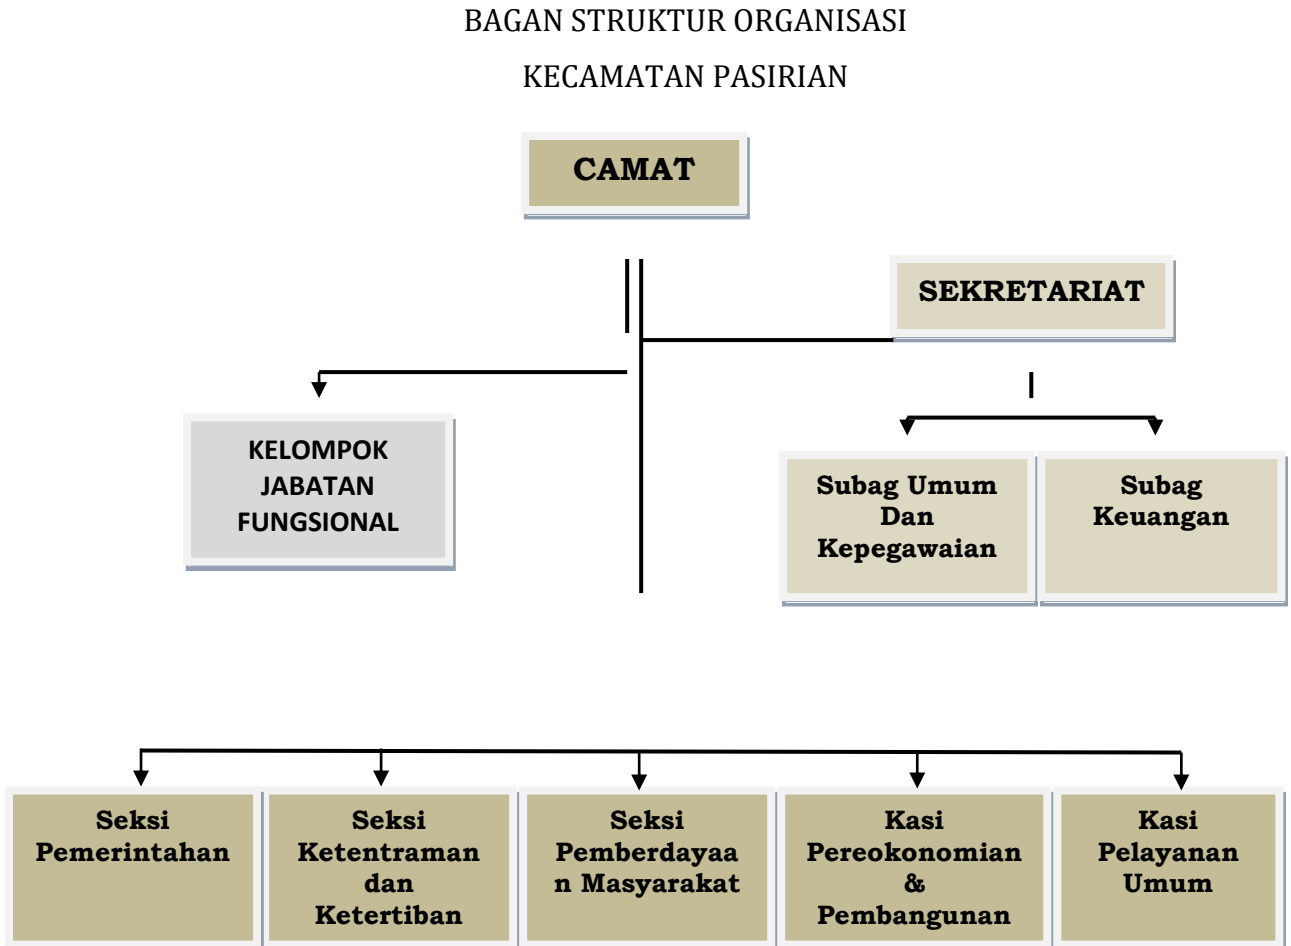 BAGAN STRUKTUR ORGANISASI
KECAMATAN PASIRIAN
CAMAT
SEKRETARIAT
KELOMPOK
JABATAN
FUNGSIONAL
Subag Umum
Dan
Kepegawaian
Subag
Keuangan
Seksi
Pemerintahan
Seksi
Ketentraman
dan
Ketertiban
Seksi
Pemberdayaa
n Masyarakat
Kasi
Pereokonomian
&
Pembangunan
Kasi
Pelayanan
Umum